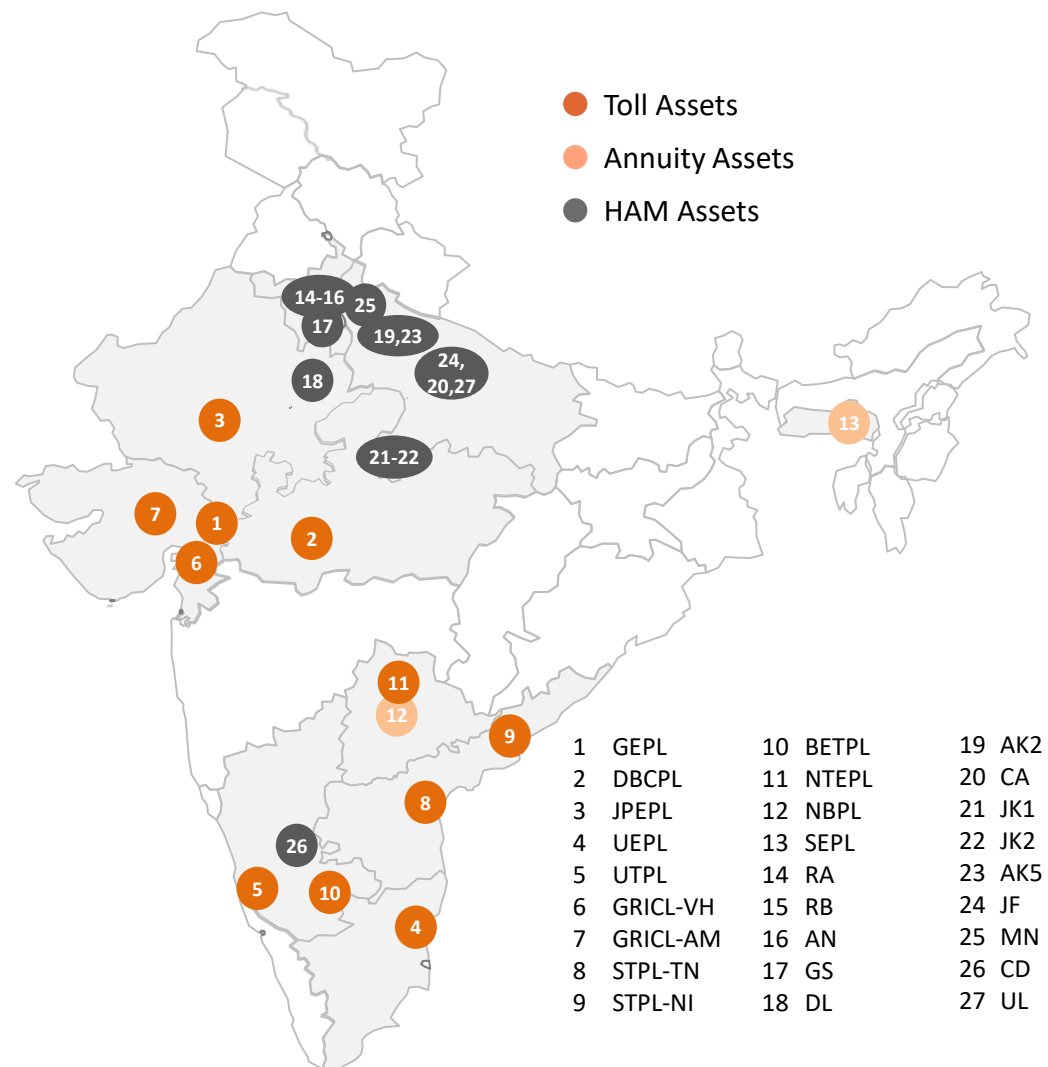 Toll Assets
Annuity Assets
HAM Assets
14-16
25
17
19,23
24,
20,27
18
3
13
21-22
7
1
2
6
11
12
9
8
26
5
10
4
1 GEPL
2 DBCPL
3 JPEPL
4 UEPL
5 UTPL
6 GRICL-VH
7 GRICL-AM
8 STPL-TN
9 STPL-NI
10 BETPL
11 NTEPL
12 NBPL
13 SEPL
14 RA
15 RB
16 AN
17 GS
18 DL
19 AK2
20 CA
21 JK1
22 JK2
23 AK5
24 JF
25 MN
26 CD
27 UL